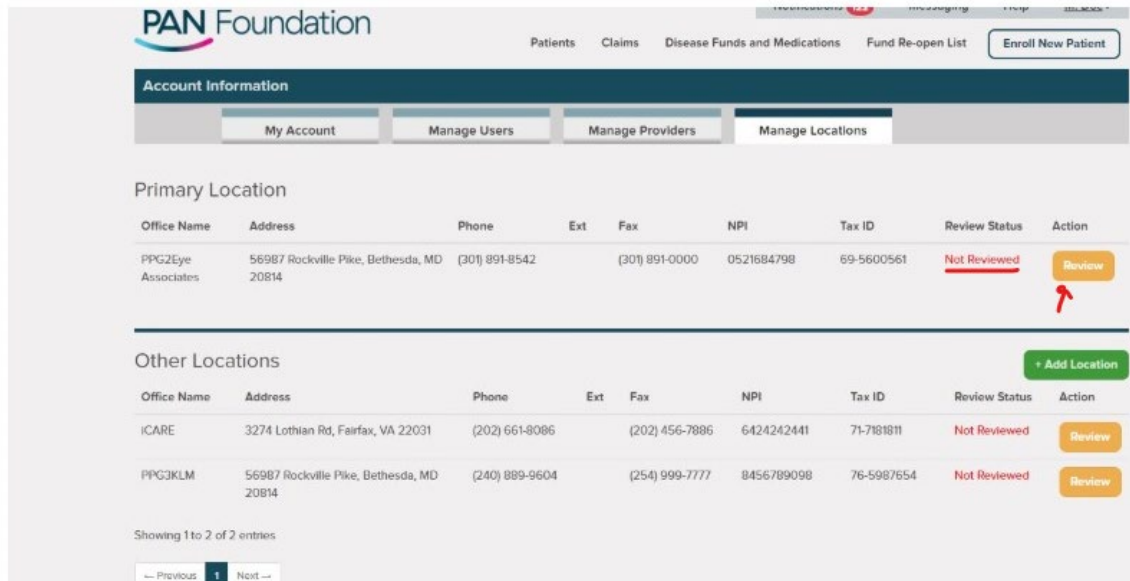 PAN Foundation
Patients Claims Disease Funds and Medications Fund Re-open List Enroll New Patient
Account Information
My Account Manage Users Manage Providers Manage Locations
Primary Location
Office Name Address Phone Ext Fax NPI Tax ID Review Status Action
PPG2Eye 56987 Rockville Pike, Bethesda, MD (301) 891-8542 (301) 891-0000 0521684798 69-5600561 Not Reviewed Review
Associates 20814
Other Locations
+ Add Location
Office Name Address Phone Ext Fax NPI Tax ID Review Status Action
iCARE 3274 Lothian Rd, Fairfax, VA 22031 (202) 661-8086 (202) 456-7886 6424242441 71-7181811 Not Reviewed Review
PPG3KLM 56987 Rockville Pike, Bethesda, MD (240) 889-9604 (254) 999-7777 8456789098 76-5987654 Not Reviewed Review
20814
Showing 1 to 2 of 2 entries
← Previous 1 Next →